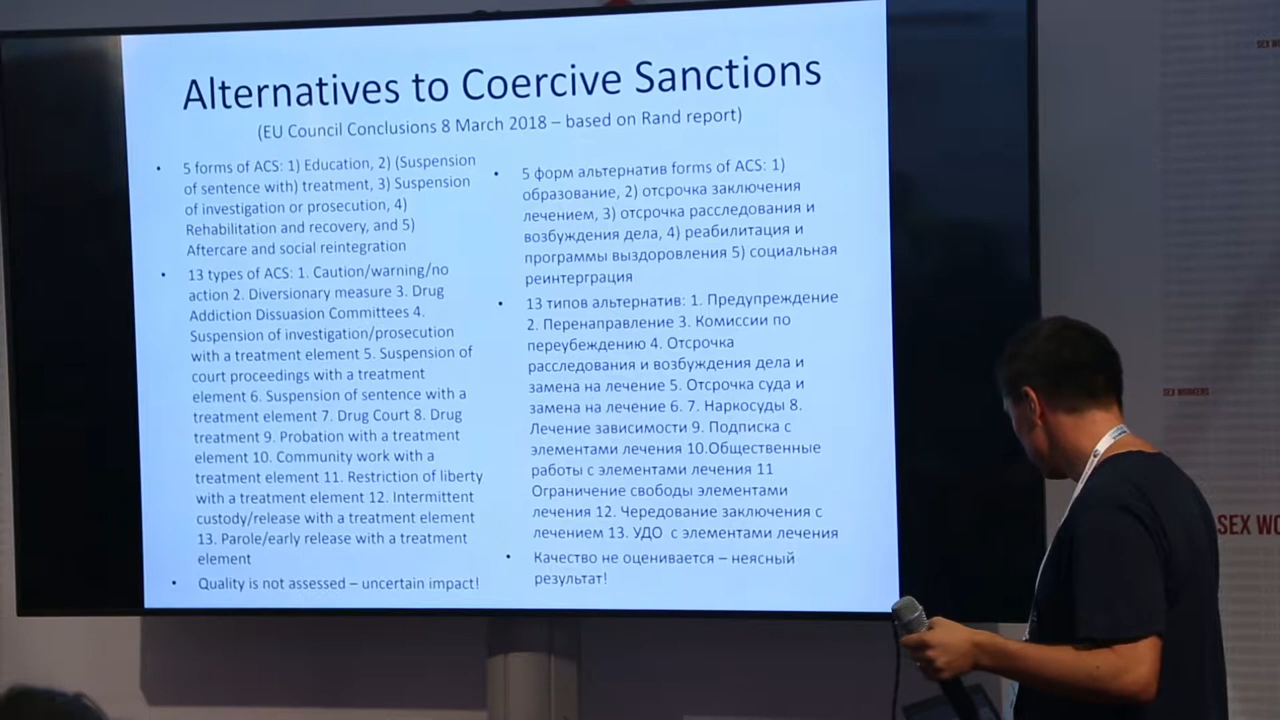 Alternatives to Coercive Sanctions
(EU Council Conclusions 8 March 2018 – based on Rand report)
• 5 forms of ACS: 1) Education, 2) (Suspension
of sentence with) treatment, 3) Suspension
of investigation or prosecution, 4)
Rehabilitation and recovery, and 5)
Aftercare and social reintegration
• 13 types of ACS: 1. Caution/warning/no
action 2. Diversionary measure 3. Drug
Addiction Dissuasion Committees 4.
Suspension of investigation/prosecution
with a treatment element 5. Suspension of
court proceedings with a treatment
element 6. Suspension of sentence with a
treatment element 7. Drug Court 8. Drug
treatment 9. Probation with a treatment
element 10. Community work with a
treatment element 11. Restriction of liberty
with a treatment element 12. Intermittent
custody/release with a treatment element
13. Parole/early release with a treatment
element
• Quality is not assessed – uncertain impact!
• 5 форм альтернатив forms of ACS: 1)
образование, 2) отсрочка заключения
лечением, 3) отсрочка расследования и
возбуждения дела, 4) реабилитация и
программы выздоровления 5) социальная
реинтерграция
• 13 типов альтернатив: 1. Предупреждение
2. Перенаправление 3. Комиссии по
переубеждению 4. Отсрочка
расследования и возбуждения дела и
замена на лечение 5. Отсрочка суда и
замена на лечение 6. 7. Наркосуды 8.
Лечение зависимости 9. Подписка с
элементами лечения 10.Общественные
работы с элементами лечения 11
Ограничение свободы элементами
лечения 12. Чередование заключения с
лечением 13. УДО с элементами лечения
• Качество не оценивается – неясный
результат!
SEX
SEX WORKERS
SEX WO